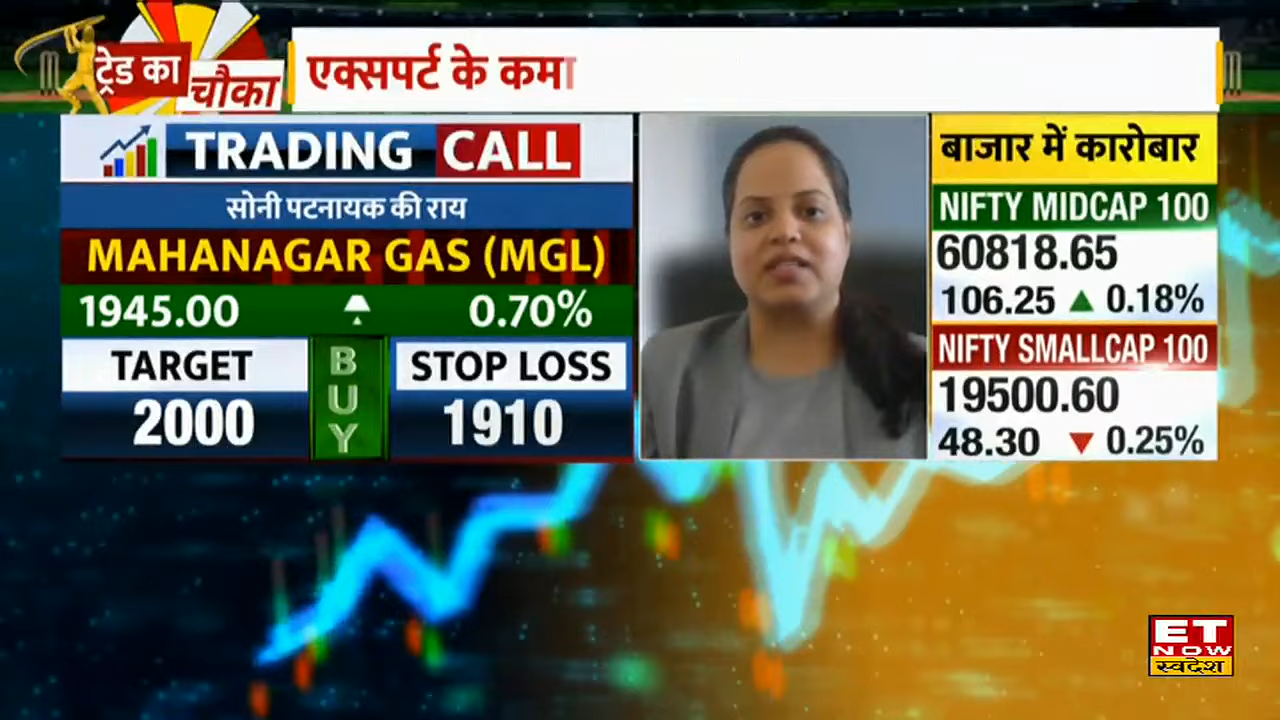 ट्रेड का
चौका
एक्सपर्ट के कमा
TRADING CALL
सोनी पटनायक की राय
MAHANAGAR GAS (MGL)
1945.00 0.70%
TARGET
2000
BUY
STOP LOSS
1910
बाजार में कारोबार
NIFTY MIDCAP 100
60818.65
106.25 ▲ 0.18%
NIFTY SMALLCAP 100
19500.60
48.30 ▼ 0.25%
ET
NOW
स्वदेश